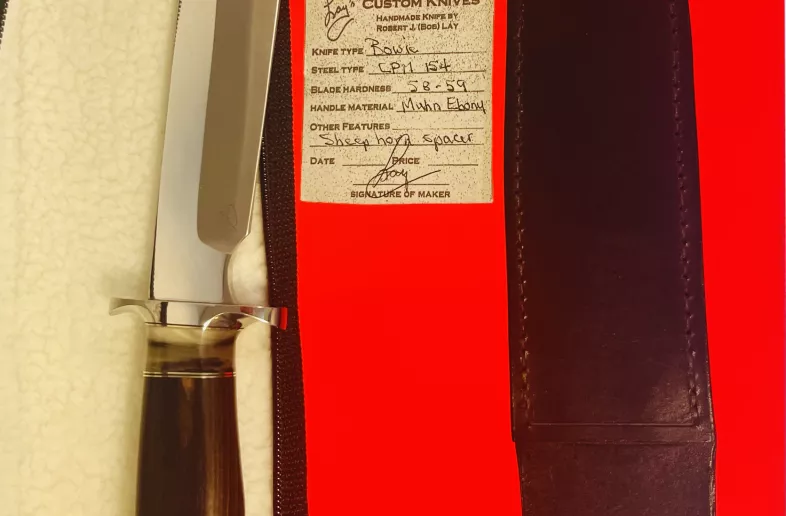 Lay's CUSTOM KNIVES
HANDMADE KNIFE BY
ROBERT J. (BOB) LAY
KNIFE TYPE Bowie
STEEL TYPE CPM 154
BLADE HARDNESS 58-59
HANDLE MATERIAL Muhn Ebony
OTHER FEATURES
Sheep horn spacer
DATE PRICE
Lay
SIGNATURE OF MAKER